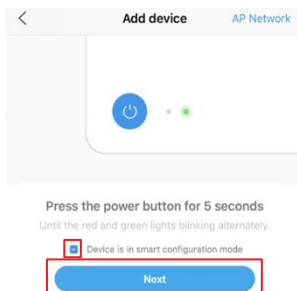 Add device AP Network
Press the power button for 5 seconds
Until the red and green lights blinking alternately.
Device is in smart configuration mode
Next